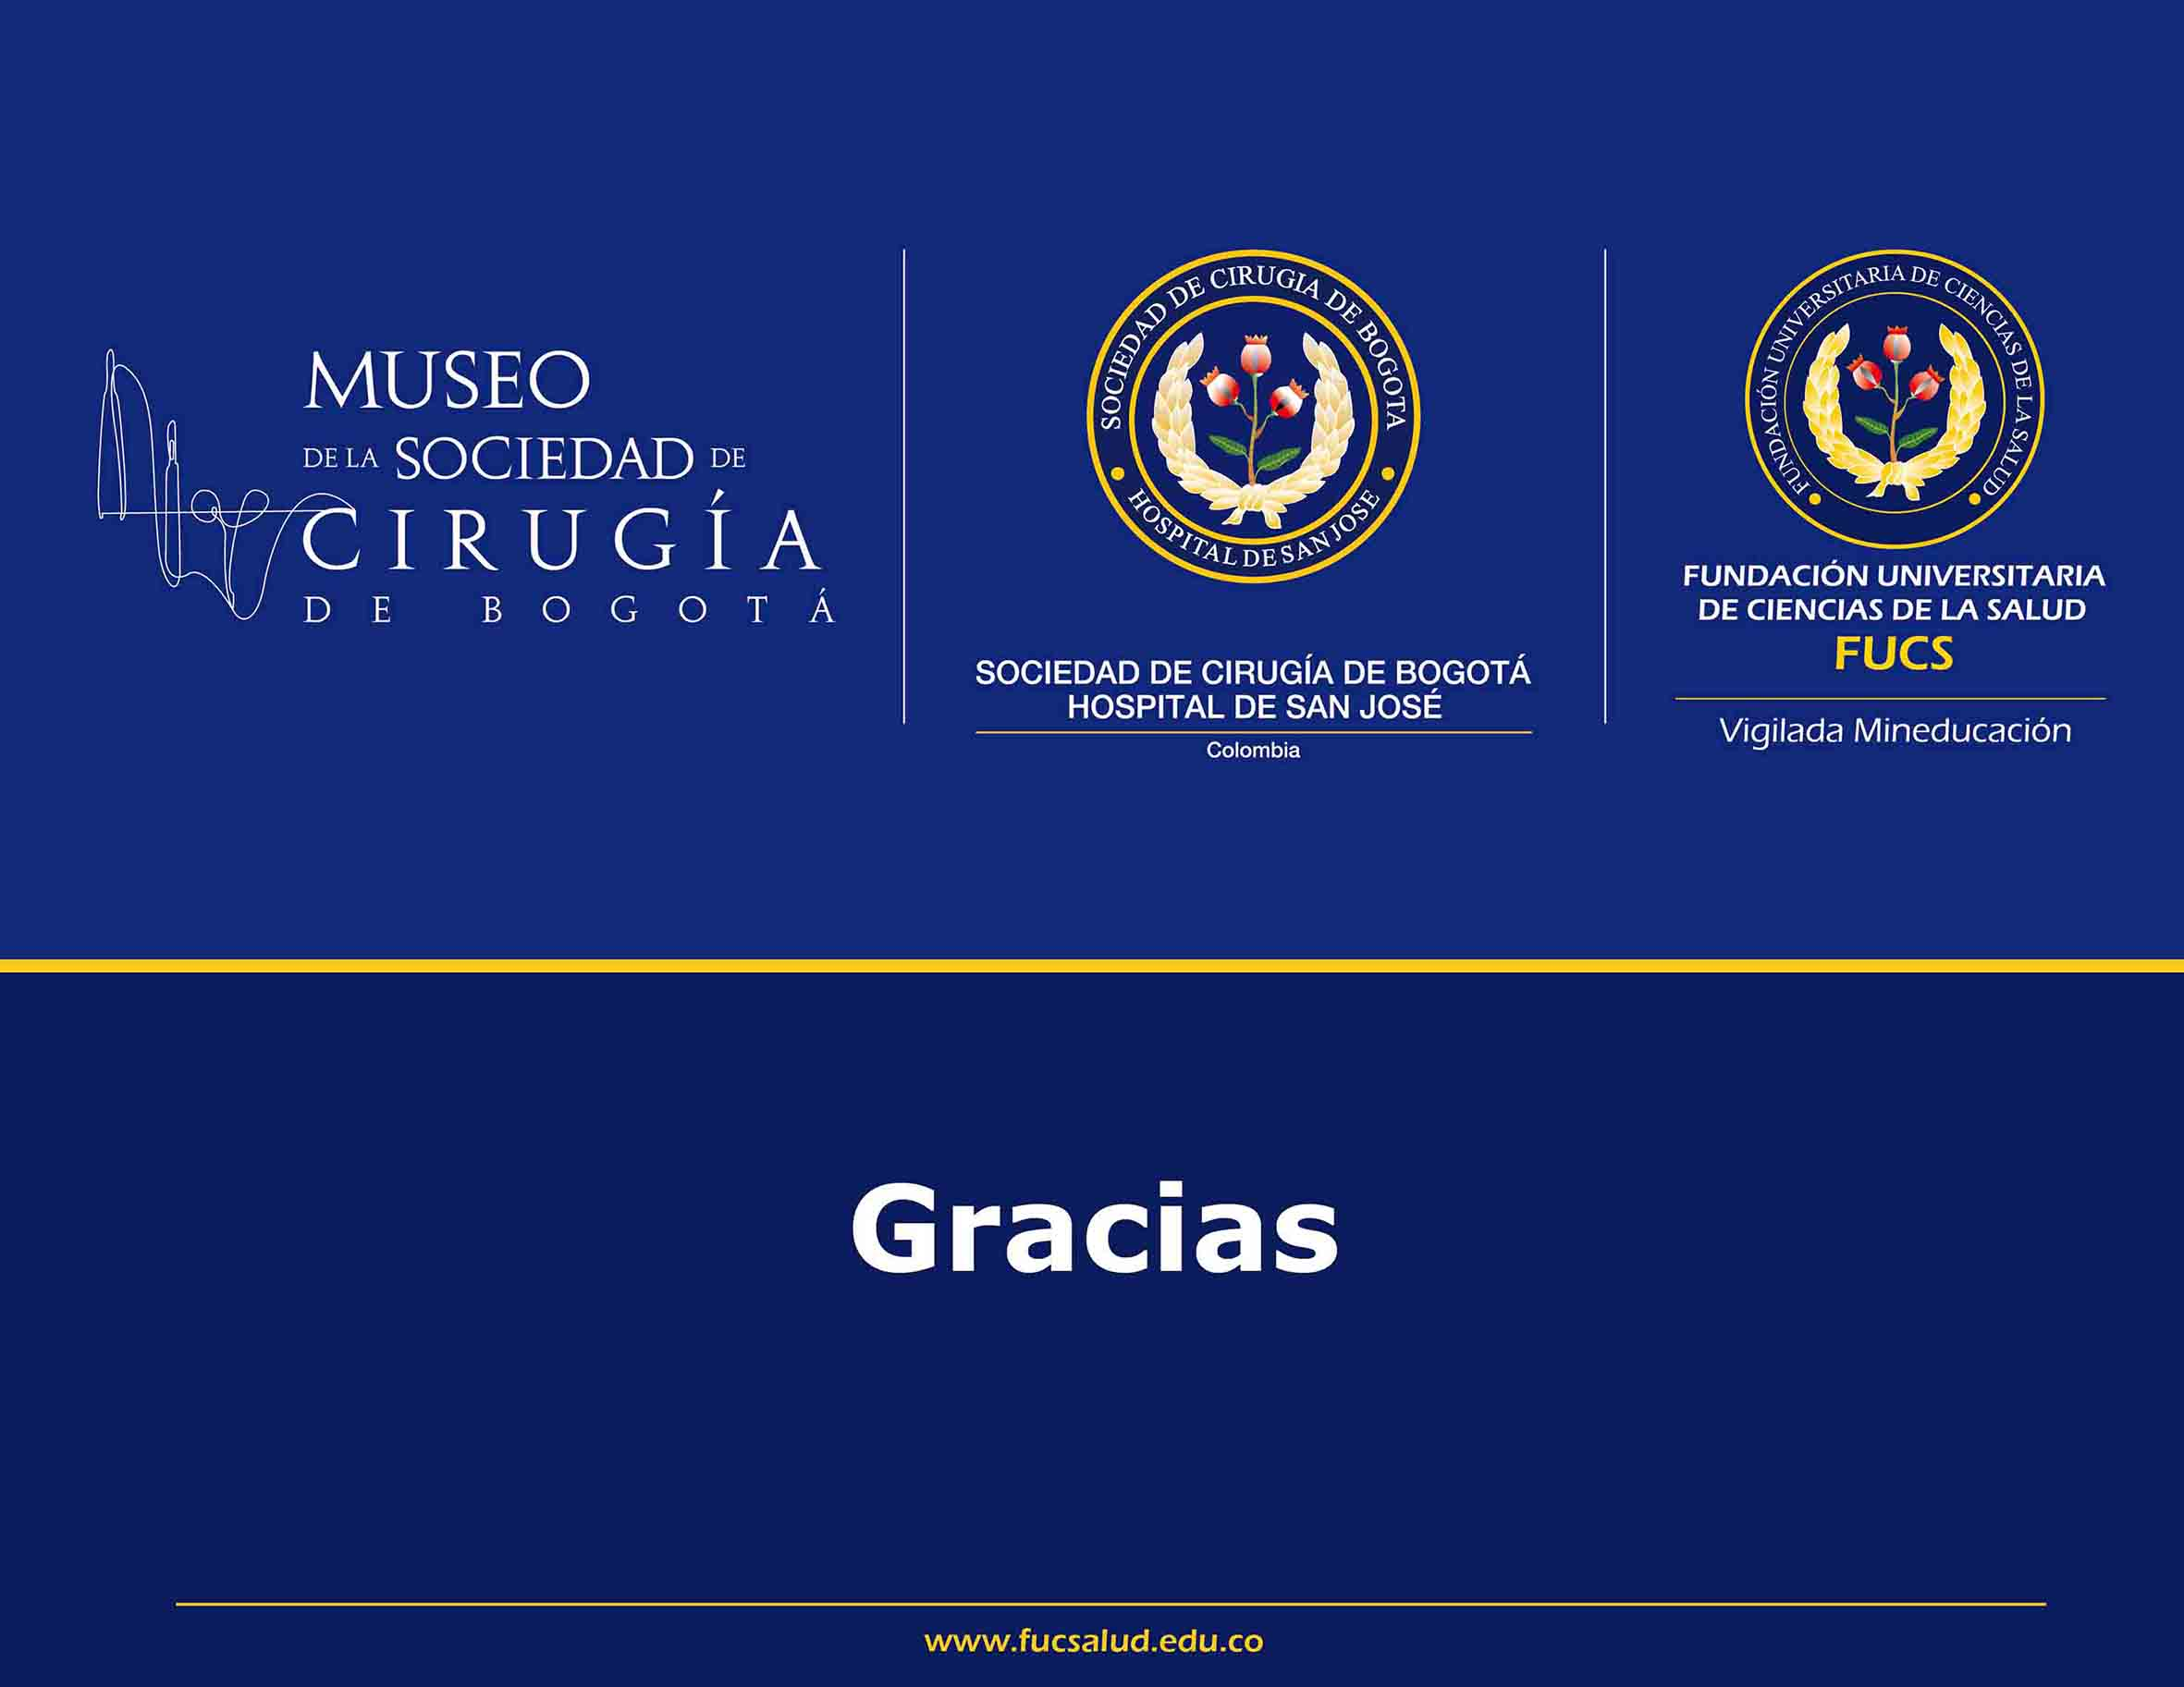 MUSEO
DE LA SOCIEDAD DE
CIRUGÍA
DE BOGOTÁ
SOCIEDAD DE CIRUGIA DE BOGOTA
HOSPITAL DE SAN JOSE
SOCIEDAD DE CIRUGÍA DE BOGOTÁ
HOSPITAL DE SAN JOSÉ
Colombia
FUNDACIÓN UNIVERSITARIA DE CIENCIAS DE LA SALUD
FUNDACIÓN UNIVERSITARIA
DE CIENCIAS DE LA SALUD
FUCS
Vigilada Mineducación
Gracias
www.fucsalud.edu.co